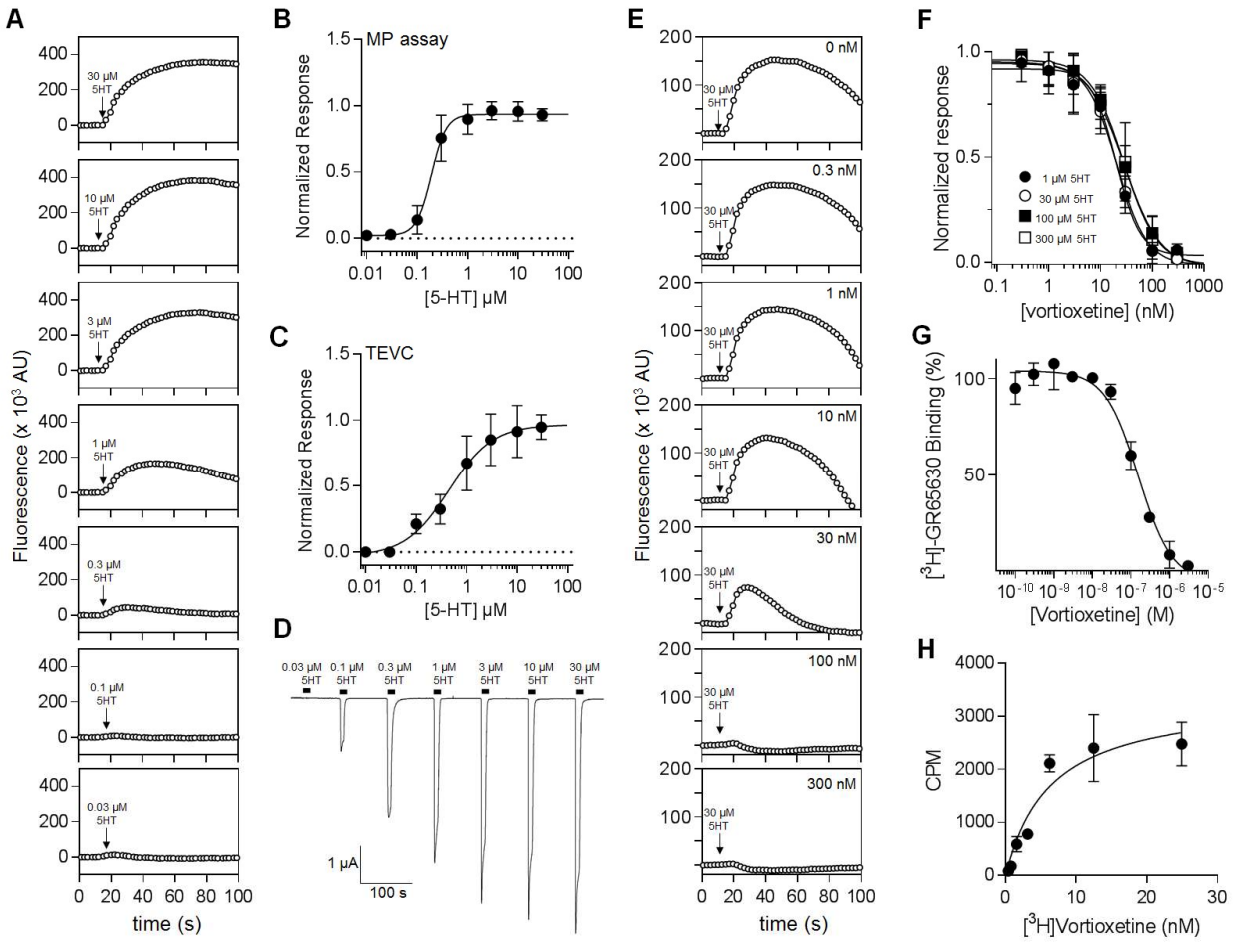 A
Fluorescence (x 10³ AU)
400
200
0
30 µM
5HT
400
200
0
10 µM
5HT
400
200
0
3 µM
5HT
400
200
0
1 µM
5HT
400
200
0
0.3 µM
5HT
400
200
0
0.1 µM
5HT
400
200
0
0.03 µM
5HT
0 20 40 60 80 100
time (s)
B
MP assay
Normalized Response
1.5
1.0
0.5
0.0
0.01 0.1 1 10 100
[5-HT] µM
C
TEVC
Normalized Response
1.5
1.0
0.5
0.0
0.01 0.1 1 10 100
[5-HT] µM
D
0.03 µM 0.1 µM 0.3 µM 1 µM 3 µM 10 µM 30 µM
5HT 5HT 5HT 5HT 5HT 5HT 5HT
1 µA
100 s
E
Fluorescence (x 10³ AU)
200
100
0 nM
30 µM
5HT
200
100
0.3 nM
30 µM
5HT
200
100
1 nM
30 µM
5HT
200
100
10 nM
30 µM
5HT
200
100
30 nM
30 µM
5HT
200
100
100 nM
30 µM
5HT
200
100
300 nM
30 µM
5HT
0 20 40 60 80 100
time (s)
F
Normalized response
1.0
0.5
0.0
1 µM 5HT
30 µM 5HT
100 µM 5HT
300 µM 5HT
0.1 1 10 100 1000
[vortioxetine] (nM)
G
[³H]-GR65630 Binding (%)
100
50
10⁻¹⁰ 10⁻⁹ 10⁻⁸ 10⁻⁷ 10⁻⁶ 10⁻⁵
[Vortioxetine] (M)
H
CPM
4000
3000
2000
1000
0
0 10 20 30
[³H]Vortioxetine (nM)